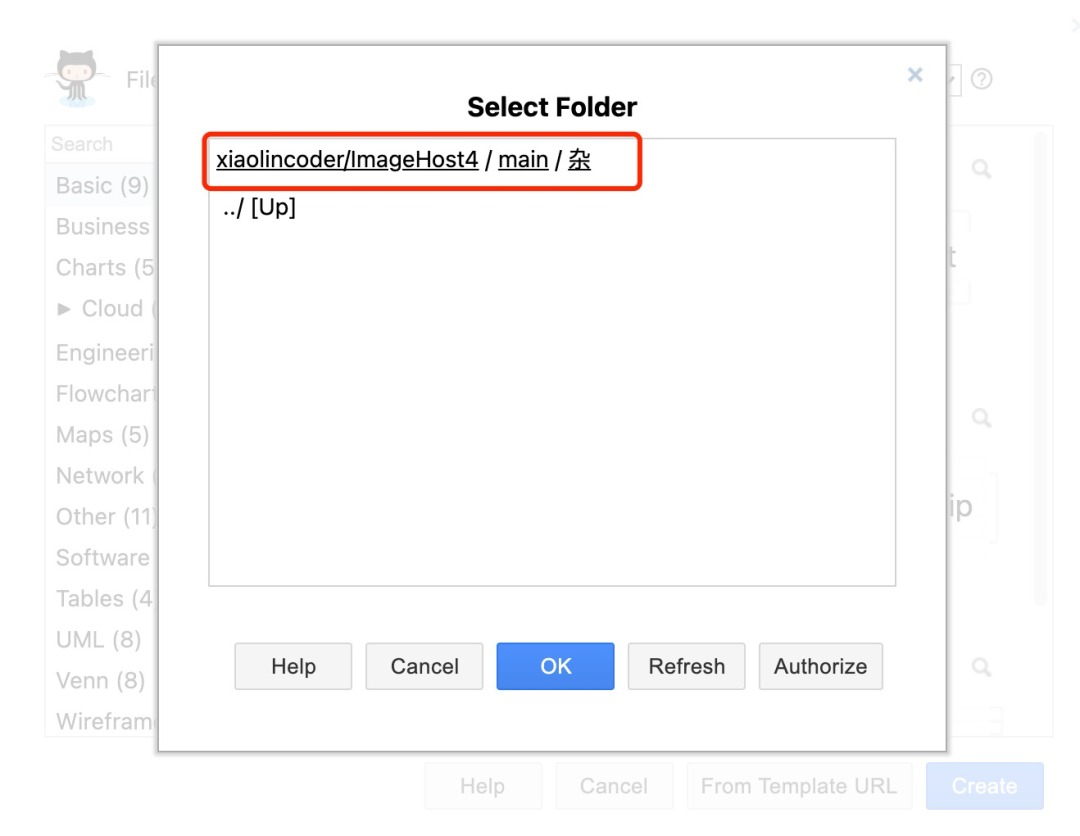 File
Select Folder
Search
xiaolincoder/ImageHost4 / main / 杂
../ [Up]
Basic (9)
Business
Charts (5
► Cloud (
Engineeri
Flowchart
Maps (5)
Network (
Other (11)
Software
Tables (4
UML (8)
Venn (8)
Wirefram
t
ip
Help
Cancel
OK
Refresh
Authorize
Help
Cancel
From Template URL
Create